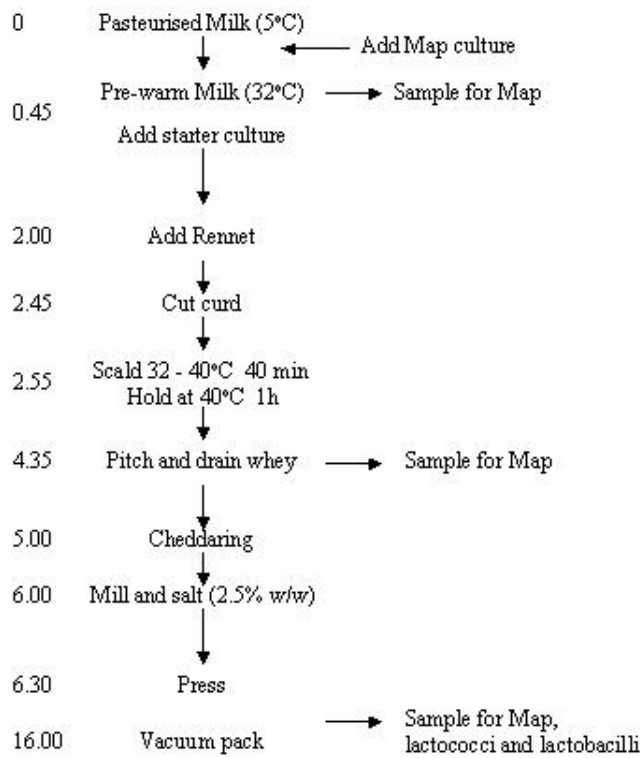 0 Pasteurised Milk (5°C)
Add Map culture
Pre-warm Milk (32°C) Sample for Map
0.45
Add starter culture
2.00 Add Rennet
2.45 Cut curd
Scald 32 - 40°C 40 min
2.55
Hold at 40°C 1h
4.35 Pitch and drain whey Sample for Map
5.00 Cheddaring
6.00 Mill and salt (2.5% w/w)
6.30 Press
Sample for Map,
16.00 Vacuum pack lactococci and lactobacilli